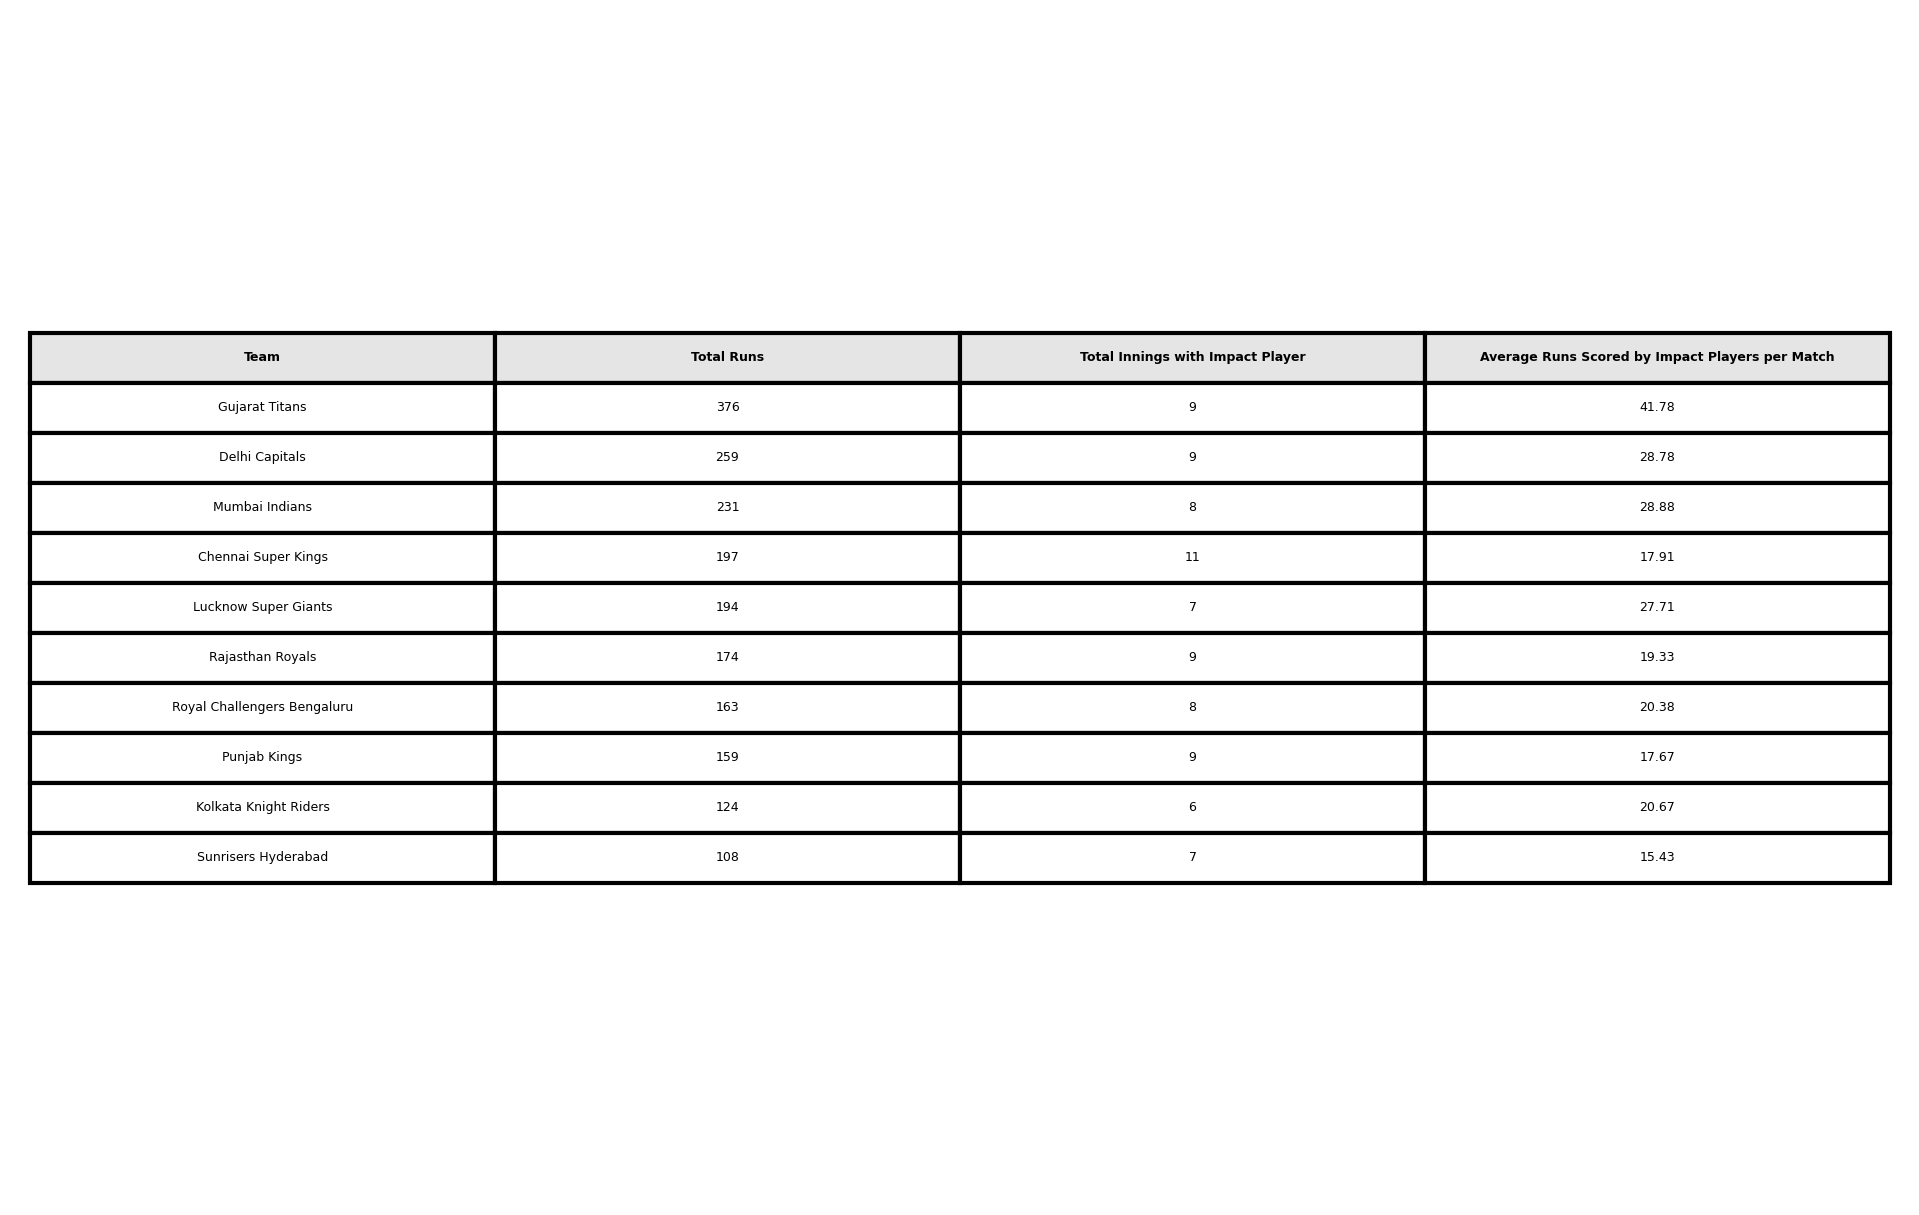 Team Total Runs Total Innings with Impact Player Average Runs Scored by Impact Players per Match
Gujarat Titans 376 9 41.78
Delhi Capitals 259 9 28.78
Mumbai Indians 231 8 28.88
Chennai Super Kings 197 11 17.91
Lucknow Super Giants 194 7 27.71
Rajasthan Royals 174 9 19.33
Royal Challengers Bengaluru 163 8 20.38
Punjab Kings 159 9 17.67
Kolkata Knight Riders 124 6 20.67
Sunrisers Hyderabad 108 7 15.43